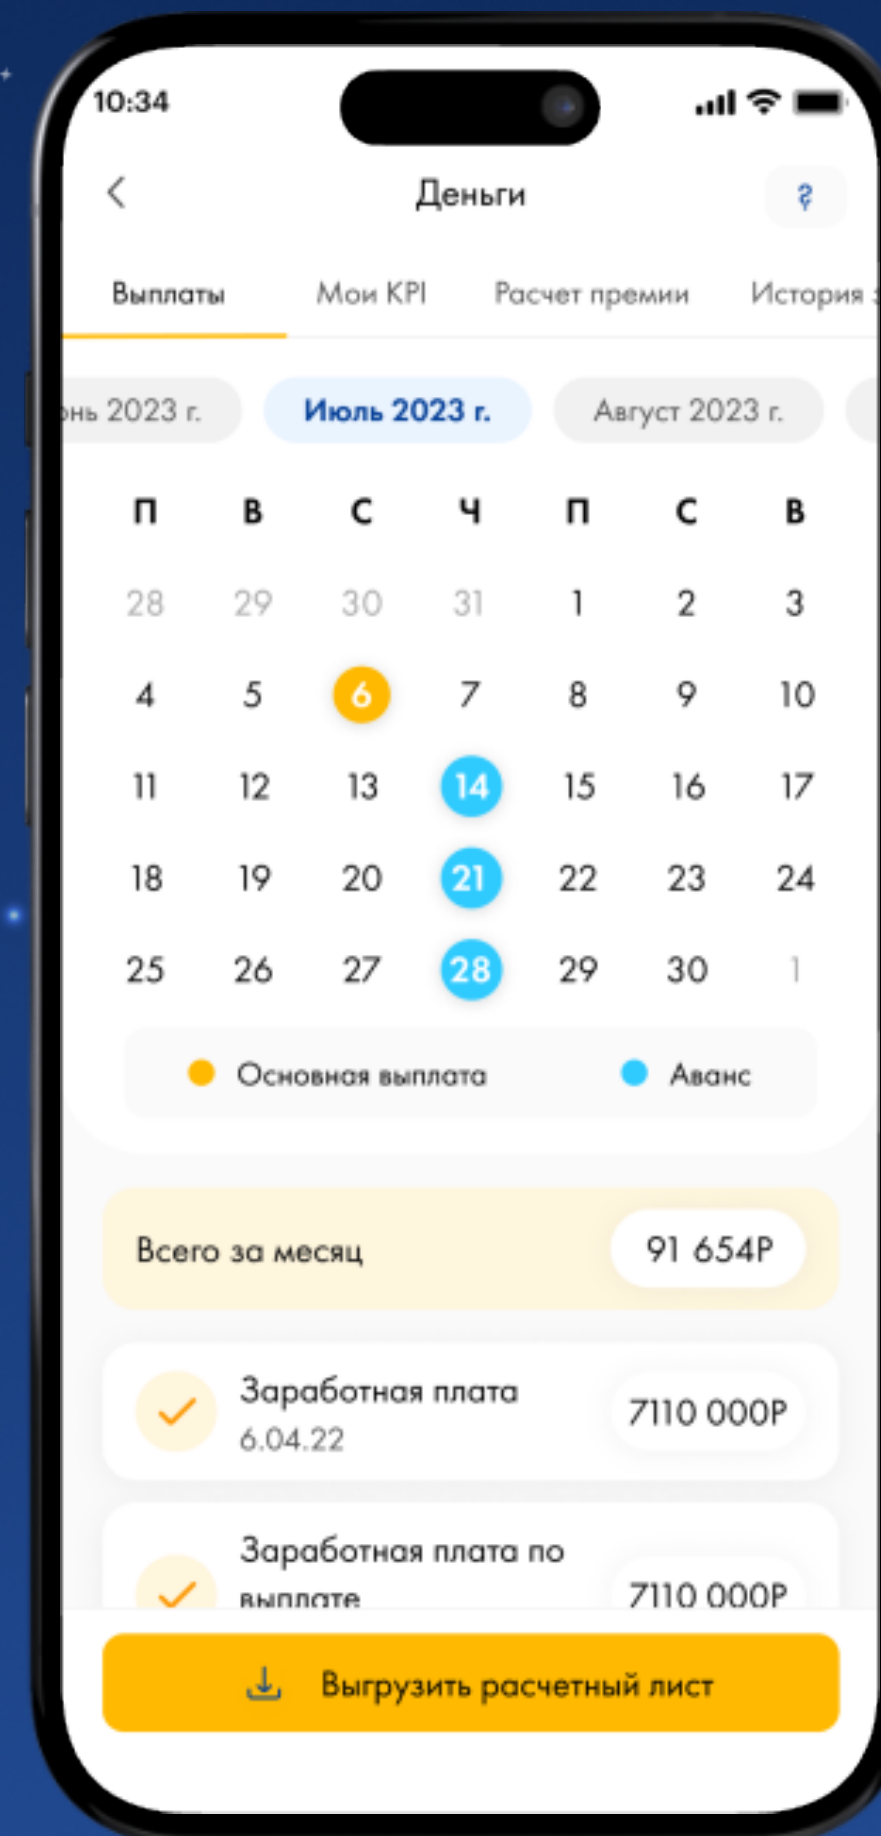 10:34
Деньги
Выплаты Мои KPI Расчет премии История
2023 г. Июль 2023 г. Август 2023 г.
П В С Ч П С В
28 29 30 31 1 2 3
4 5 6 7 8 9 10
11 12 13 14 15 16 17
18 19 20 21 22 23 24
25 26 27 28 29 30 1
Основная выплата Аванс
Всего за месяц 91 654Р
Заработная плата
6.04.22
7110 000Р
Заработная плата по
выплате
7110 000Р
Выгрузить расчетный лист